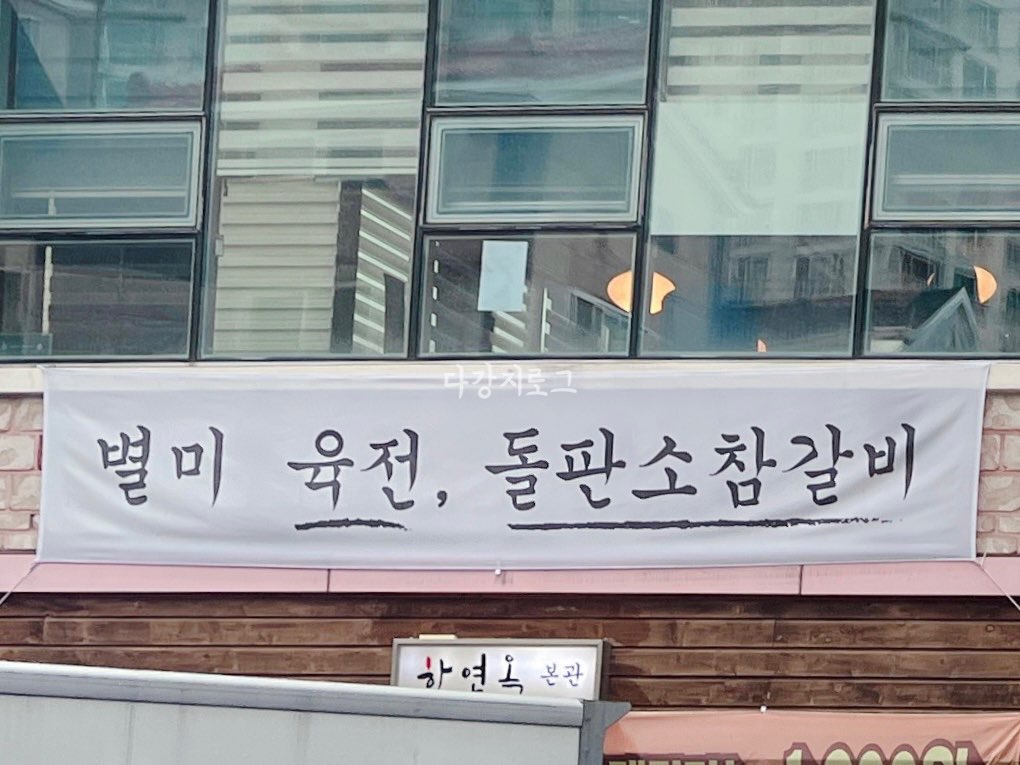 다강지로그
별미 육전, 돌판소참갈비
하연옥 본관